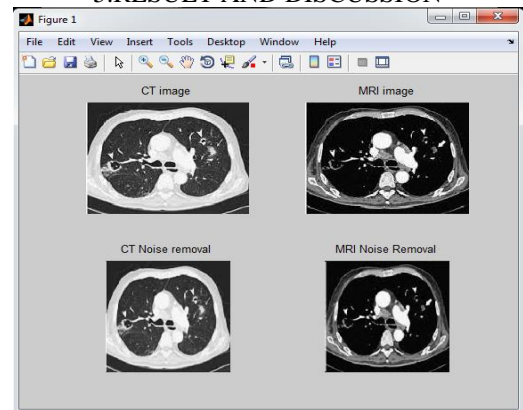 5.RESULT AND DISCUSSION
Figure 1
File Edit View Insert Tools Desktop Window Help
CT image MRI image
CT Noise removal MRI Noise Removal